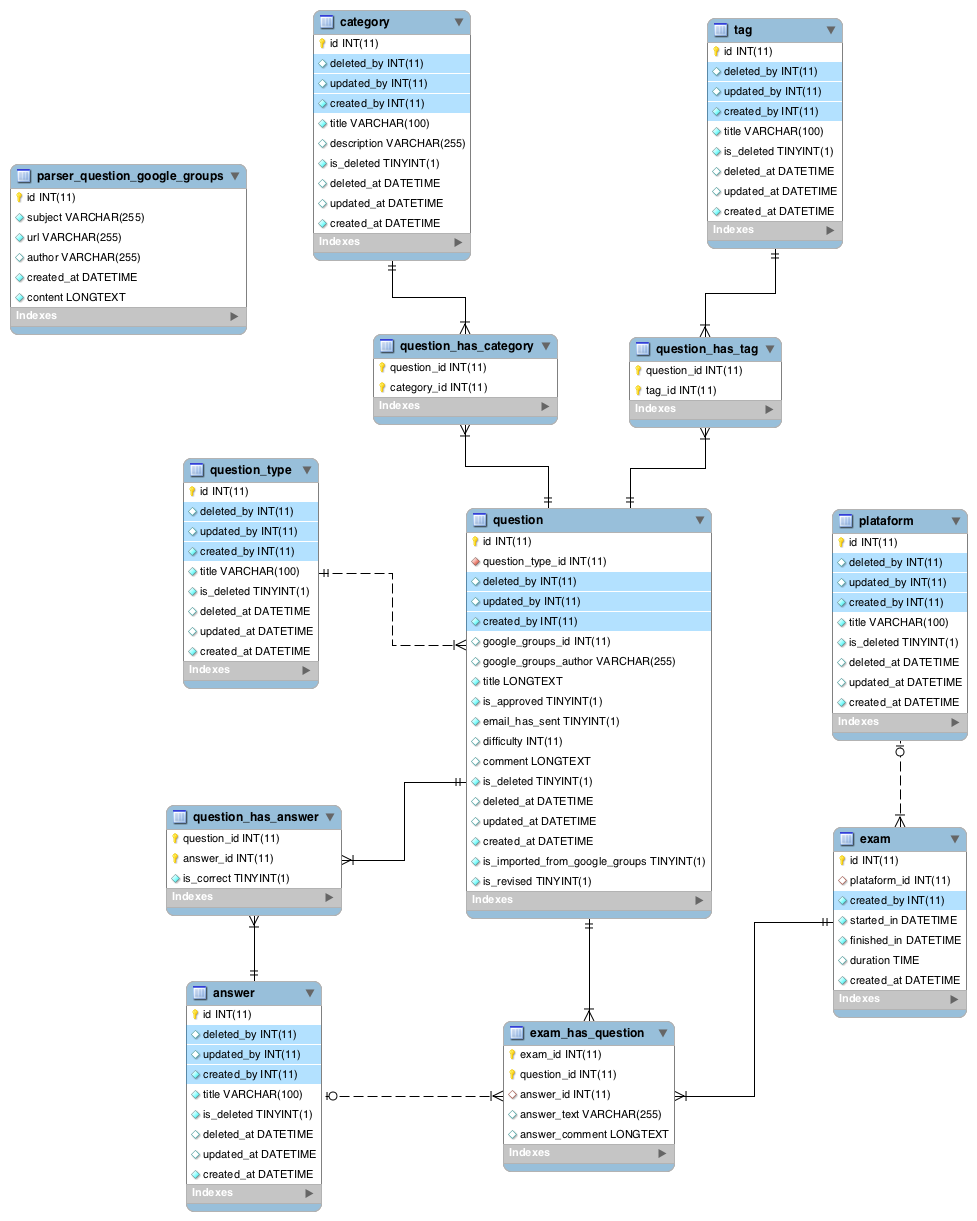 category
id INT(11)
deleted_by INT(11)
updated_by INT(11)
created_by INT(11)
title VARCHAR(100)
description VARCHAR(255)
is_deleted TINYINT(1)
deleted_at DATETIME
updated_at DATETIME
created_at DATETIME
Indexes
tag
id INT(11)
deleted_by INT(11)
updated_by INT(11)
created_by INT(11)
title VARCHAR(100)
is_deleted TINYINT(1)
deleted_at DATETIME
updated_at DATETIME
created_at DATETIME
Indexes
parser_question_google_groups
id INT(11)
subject VARCHAR(255)
url VARCHAR(255)
author VARCHAR(255)
created_at DATETIME
content LONGTEXT
Indexes
question_has_category
question_id INT(11)
category_id INT(11)
Indexes
question_has_tag
question_id INT(11)
tag_id INT(11)
Indexes
question_type
id INT(11)
deleted_by INT(11)
updated_by INT(11)
created_by INT(11)
title VARCHAR(100)
is_deleted TINYINT(1)
deleted_at DATETIME
updated_at DATETIME
created_at DATETIME
Indexes
question
id INT(11)
question_type_id INT(11)
deleted_by INT(11)
updated_by INT(11)
created_by INT(11)
google_groups_id INT(11)
google_groups_author VARCHAR(255)
title LONGTEXT
is_approved TINYINT(1)
email_has_sent TINYINT(1)
difficulty INT(11)
comment LONGTEXT
is_deleted TINYINT(1)
deleted_at DATETIME
updated_at DATETIME
created_at DATETIME
is_imported_from_google_groups TINYINT(1)
is_revised TINYINT(1)
Indexes
plataform
id INT(11)
deleted_by INT(11)
updated_by INT(11)
created_by INT(11)
title VARCHAR(100)
is_deleted TINYINT(1)
deleted_at DATETIME
updated_at DATETIME
created_at DATETIME
Indexes
question_has_answer
question_id INT(11)
answer_id INT(11)
is_correct TINYINT(1)
Indexes
exam
id INT(11)
plataform_id INT(11)
created_by INT(11)
started_in DATETIME
finished_in DATETIME
duration TIME
created_at DATETIME
Indexes
answer
id INT(11)
deleted_by INT(11)
updated_by INT(11)
created_by INT(11)
title VARCHAR(100)
is_deleted TINYINT(1)
deleted_at DATETIME
updated_at DATETIME
created_at DATETIME
Indexes
exam_has_question
exam_id INT(11)
question_id INT(11)
answer_id INT(11)
answer_text VARCHAR(255)
answer_comment LONGTEXT
Indexes